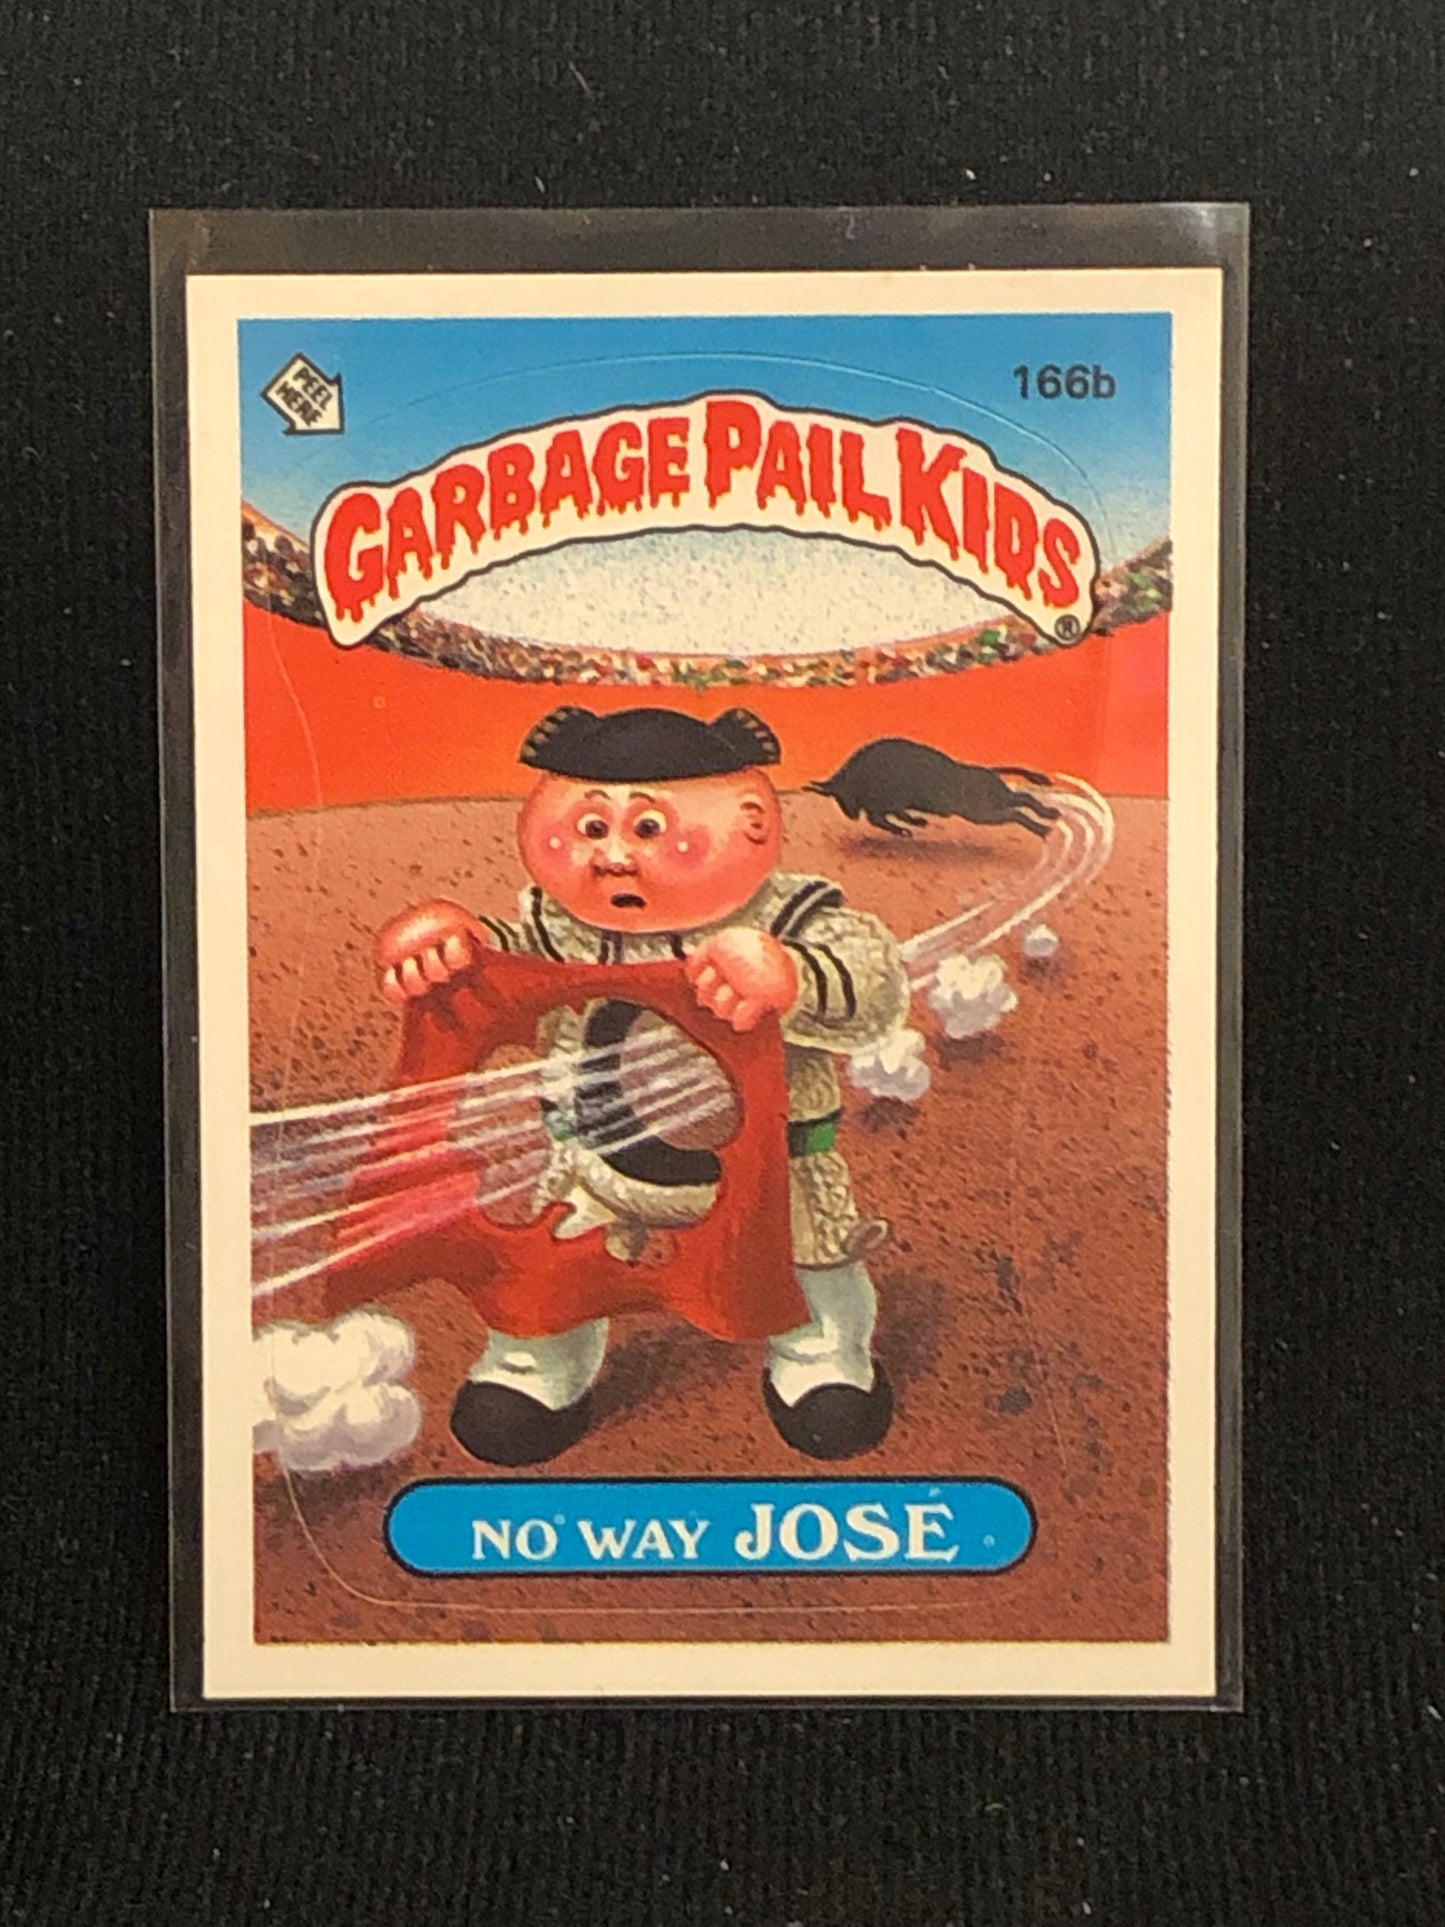 PEEL
HERE
166b
GARBAGE PAIL KIDS
®
NO WAY JOSÉ